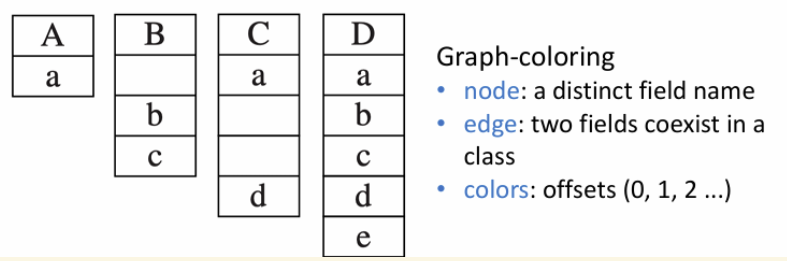 A B C D
a a a
b b
c c
d d
e
Graph-coloring
• node: a distinct field name
• edge: two fields coexist in a
class
• colors: offsets (0, 1, 2 ...)